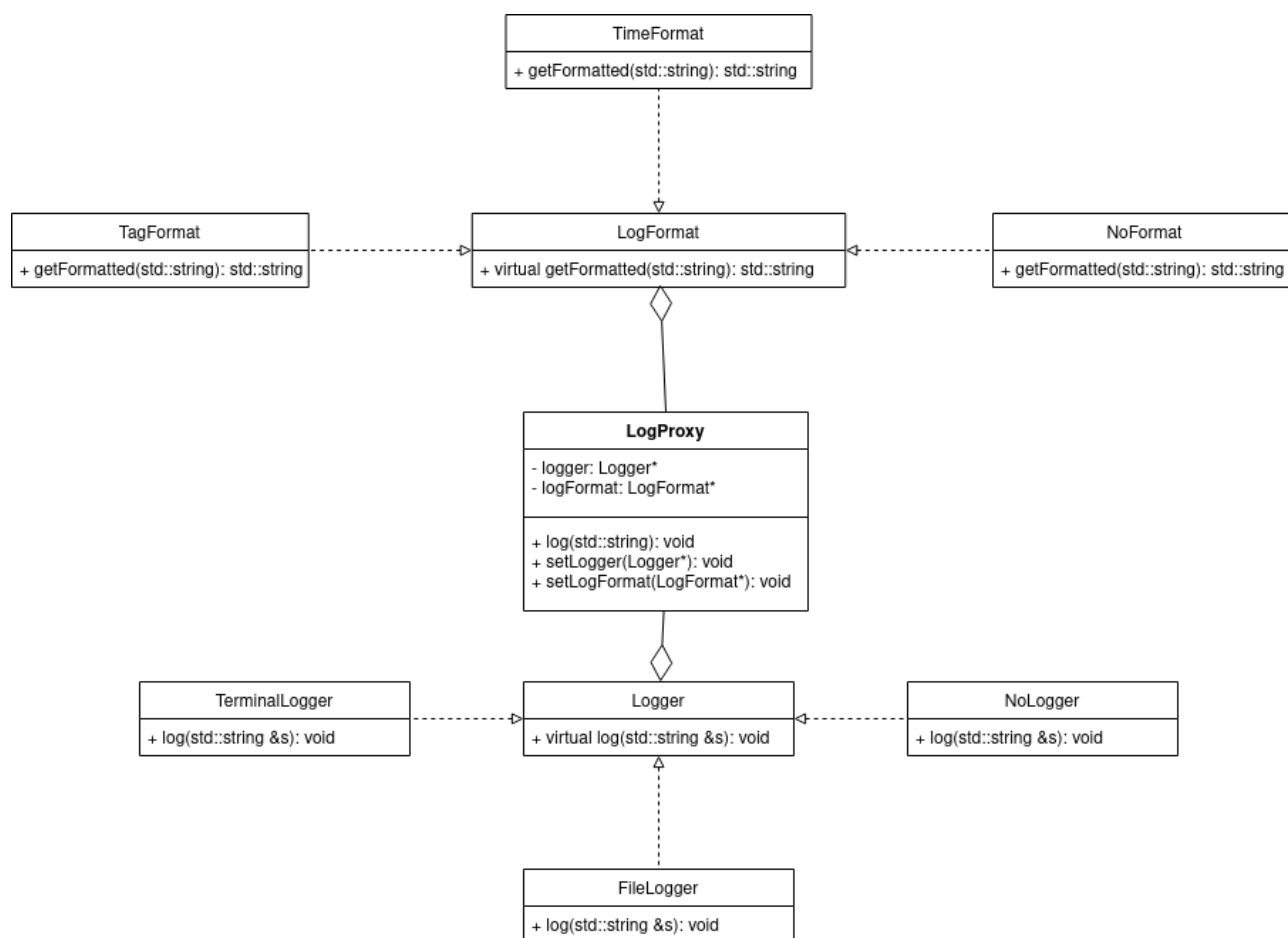 TimeFormat
+ getFormatted(std::string): std::string
TagFormat
+ getFormatted(std::string): std::string
LogFormat
+ virtual getFormatted(std::string): std::string
NoFormat
+ getFormatted(std::string): std::string
LogProxy
- logger: Logger*
- logFormat: LogFormat*
+ log(std::string): void
+ setLogger(Logger*): void
+ setLogFormat(LogFormat*): void
TerminalLogger
+ log(std::string &s): void
Logger
+ virtual log(std::string &s): void
NoLogger
+ log(std::string &s): void
FileLogger
+ log(std::string &s): void